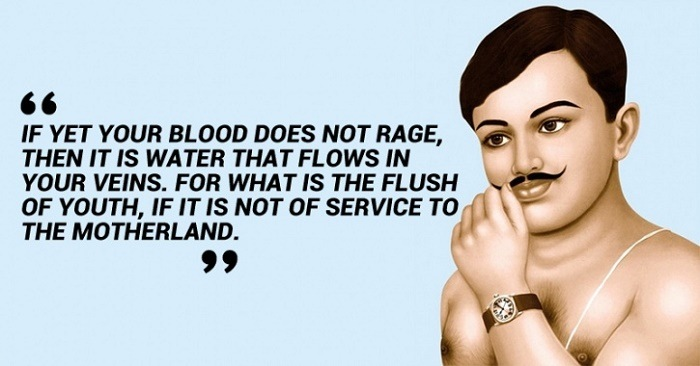 “
IF YET YOUR BLOOD DOES NOT RAGE,
THEN IT IS WATER THAT FLOWS IN
YOUR VEINS. FOR WHAT IS THE FLUSH
OF YOUTH, IF IT IS NOT OF SERVICE TO
THE MOTHERLAND.
”